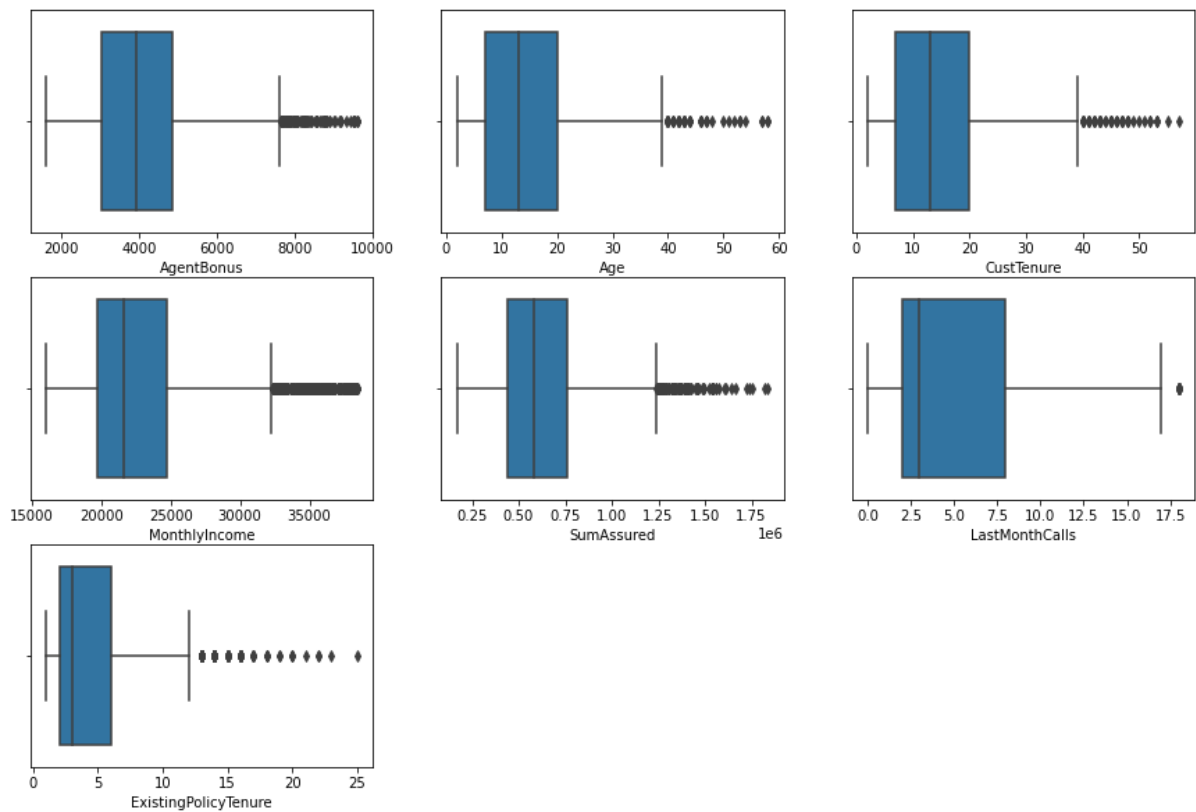 2000 4000 6000 8000 10000
AgentBonus
0 10 20 30 40 50 60
Age
0 10 20 30 40 50
CustTenure
15000 20000 25000 30000 35000
MonthlyIncome
0.25 0.50 0.75 1.00 1.25 1.50 1.75
1e6
SumAssured
0.0 2.5 5.0 7.5 10.0 12.5 15.0 17.5
LastMonthCalls
0 5 10 15 20 25
ExistingPolicyTenure